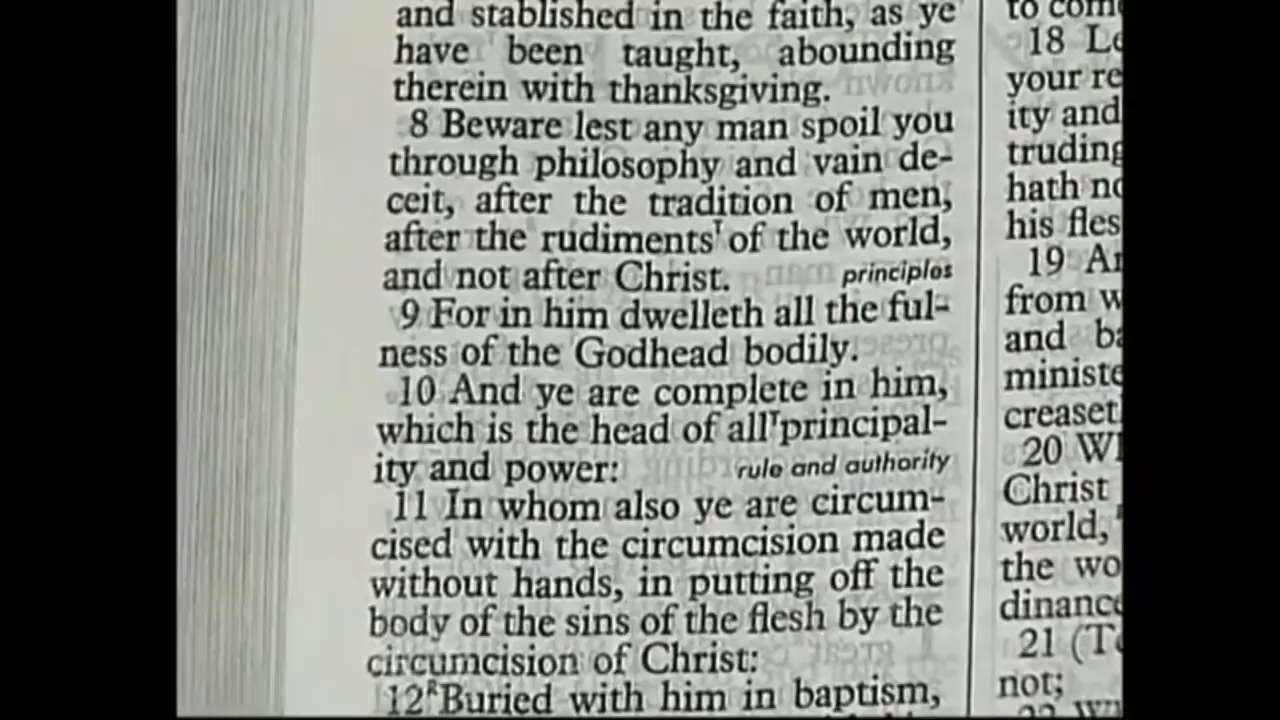 and stablished in the faith, as ye
have been taught, abounding
therein with thanksgiving.
8 Beware lest any man spoil you
through philosophy and vain de-
ceit, after the tradition of men,
after the rudiments of the world,
and not after Christ. principles
9 For in him dwelleth all the ful-
ness of the Godhead bodily.
10 And ye are complete in him,
which is the head of all principal-
ity and power: rule and authority
11 In whom also ye are circum-
cised with the circumcision made
without hands, in putting off the
body of the sins of the flesh by the
circumcision of Christ:
12 Buried with him in baptism,
to
18
your
ity and
hath
his
19
from
and
20
Christ
world,
the
21
not;